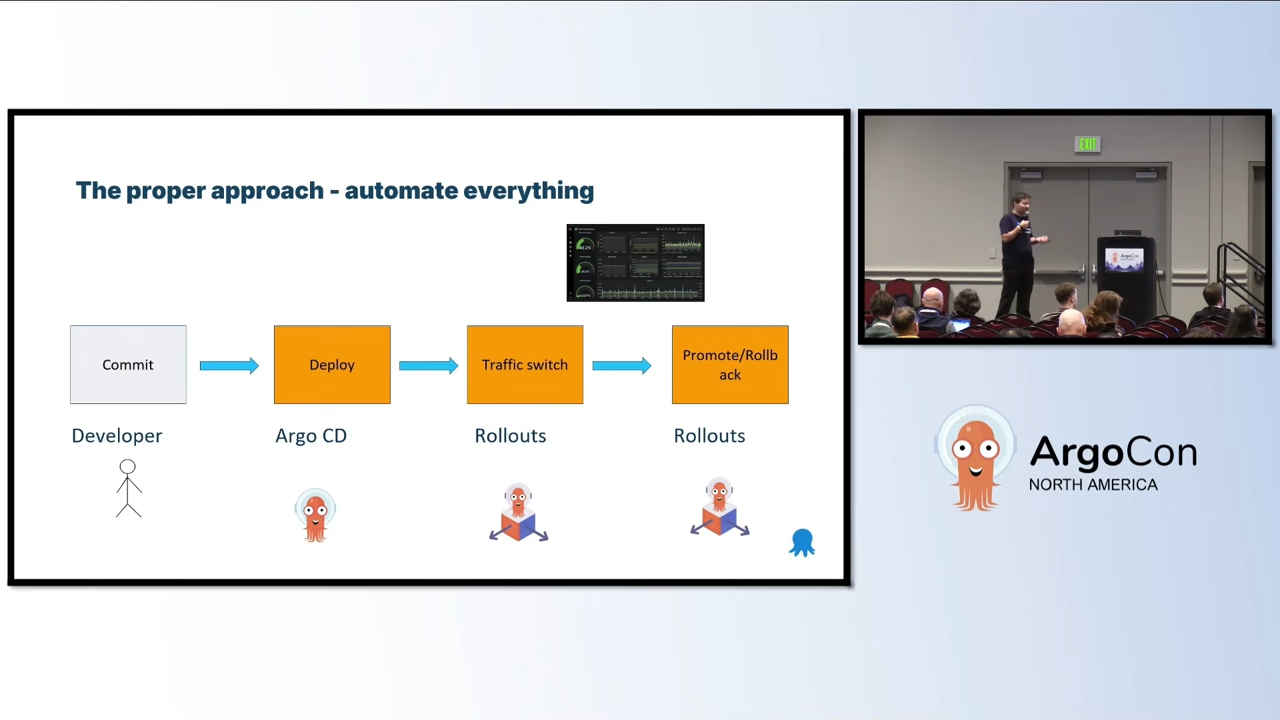 The proper approach - automate everything
Commit
Deploy
Traffic switch
Promote/Rollb
ack
Developer
Argo CD
Rollouts
Rollouts
EXIT
ArgoCon
ArgoCon
NORTH AMERICA